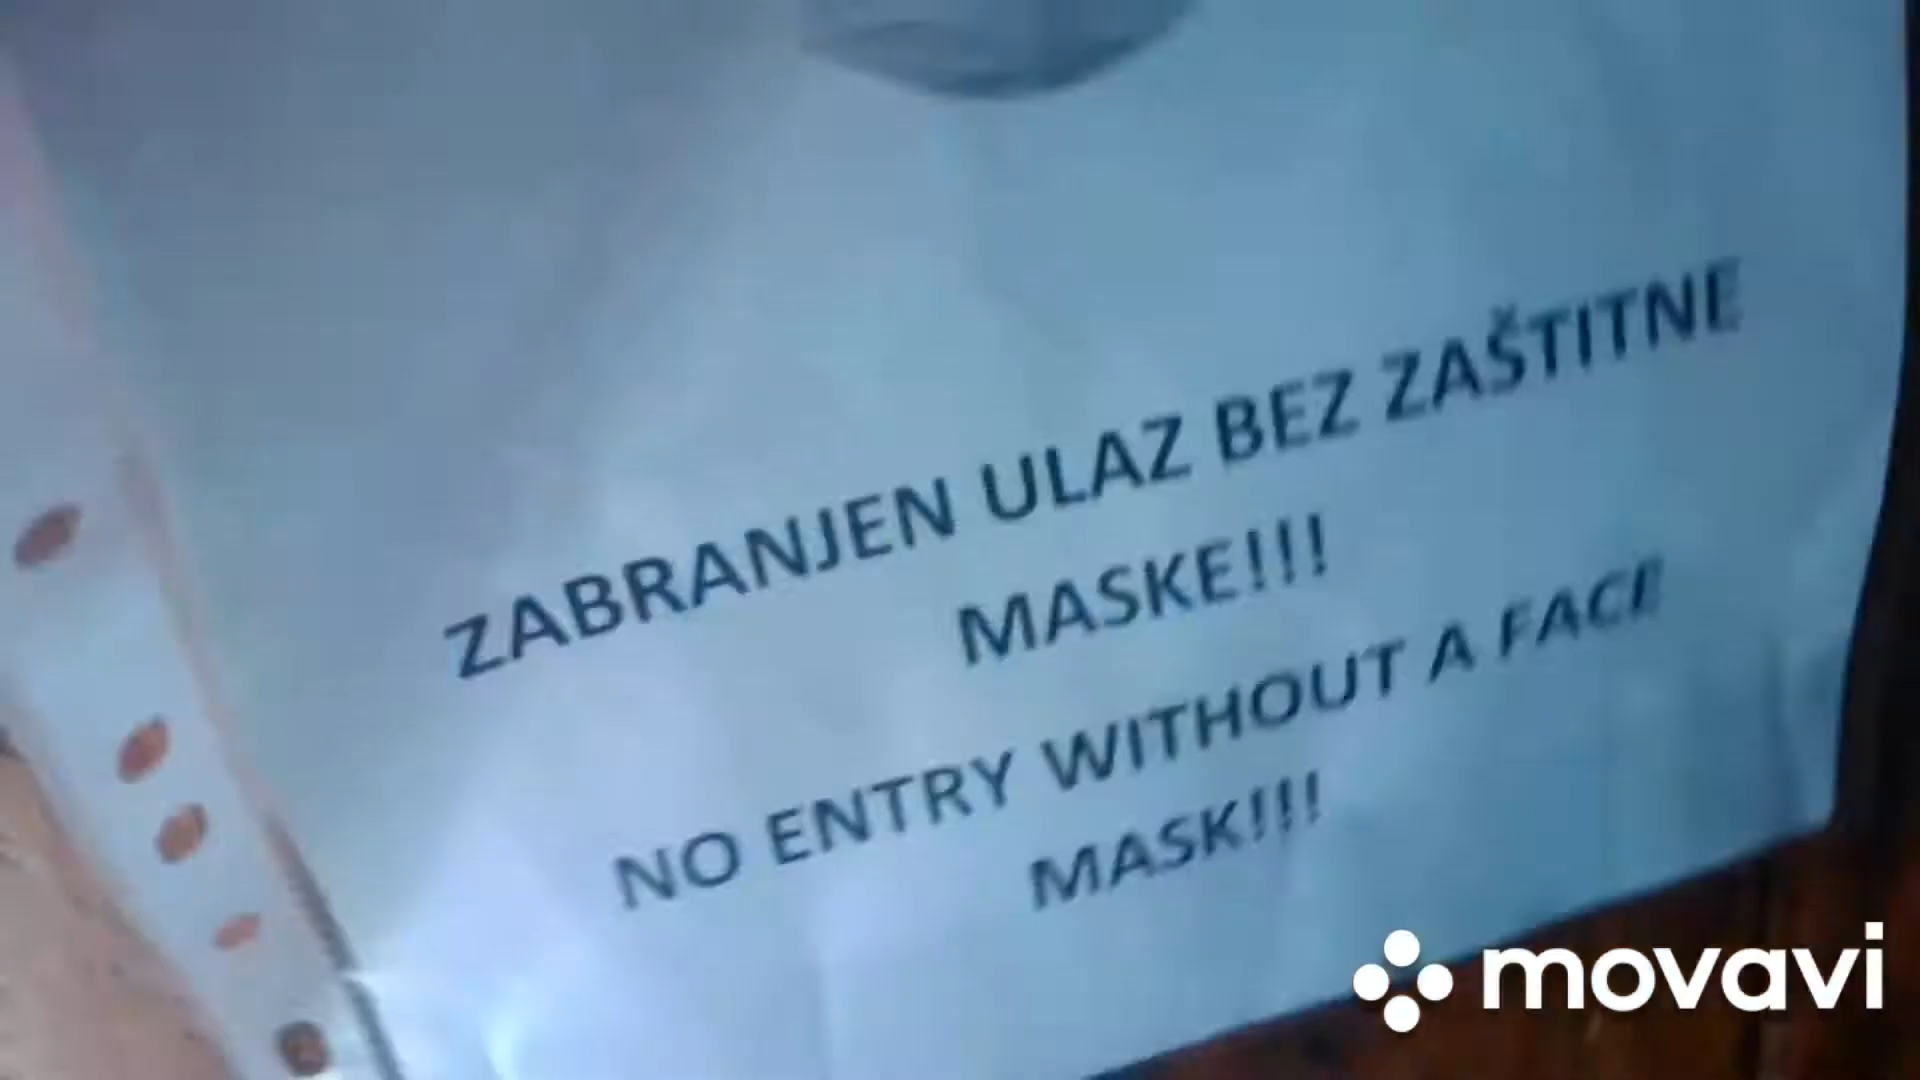 ZABRANJEN ULAZ BEZ ZAŠTITNE
MASKE!!!
NO ENTRY WITHOUT A FACE
MASK!!!
movavi